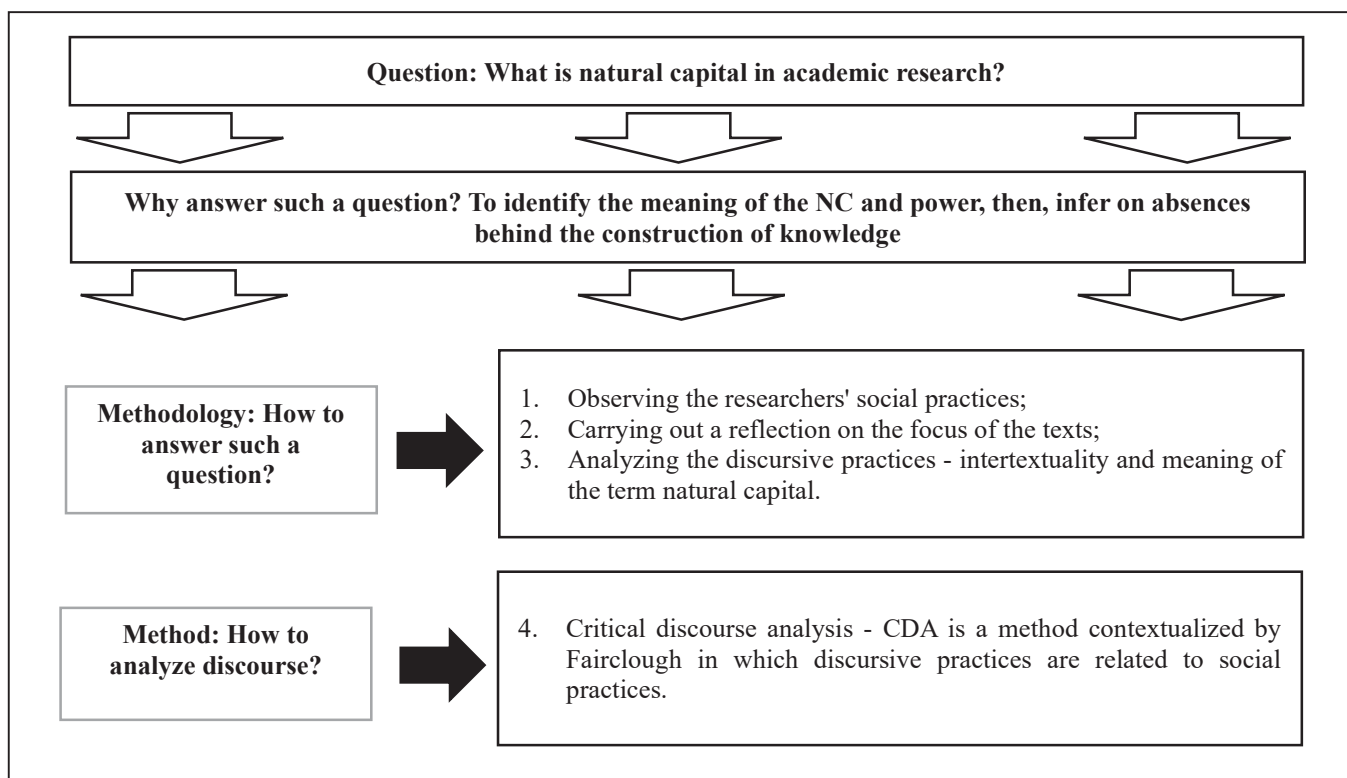 Question: What is natural capital in academic research?
Why answer such a question? To identify the meaning of the NC and power, then, infer on absences
behind the construction of knowledge
Methodology: How to
answer such a
question?
1. Observing the researchers' social practices;
2. Carrying out a reflection on the focus of the texts;
3. Analyzing the discursive practices - intertextuality and meaning of
the term natural capital.
Method: How to
analyze discourse?
4. Critical discourse analysis - CDA is a method contextualized by
Fairclough in which discursive practices are related to social
practices.